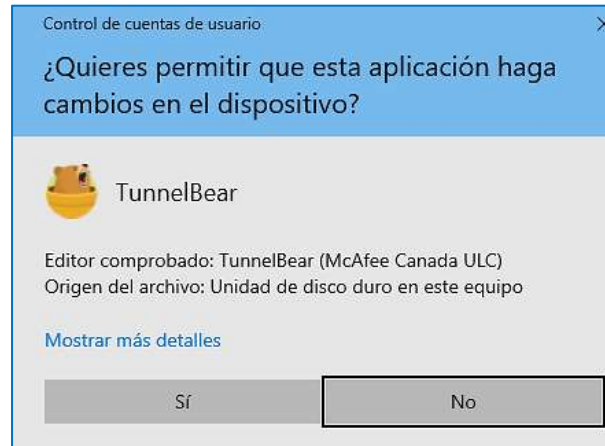 Control de cuentas de usuario
¿Quieres permitir que esta aplicación haga
cambios en el dispositivo?
TunnelBear
Editor comprobado: TunnelBear (McAfee Canada ULC)
Origen del archivo: Unidad de disco duro en este equipo
Mostrar más detalles
Sí
No